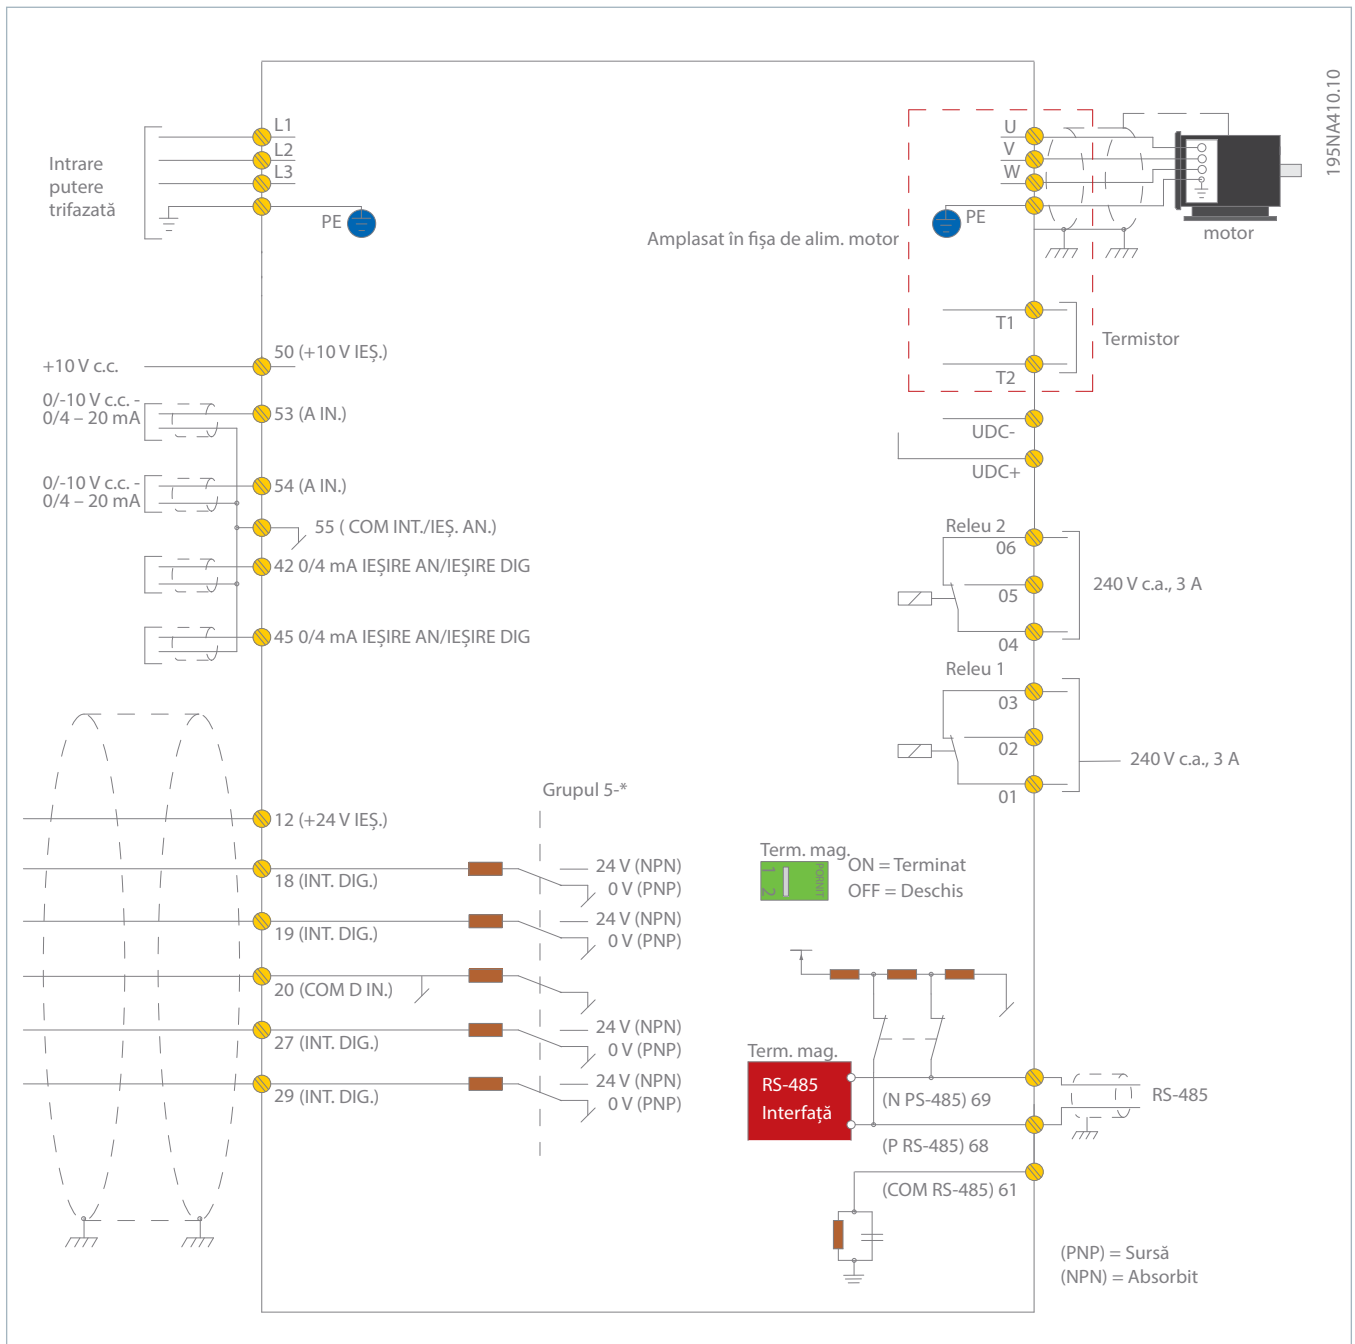 195NA410.10
Intrare
putere
trifazată
L1
L2
L3
PE
U
V
W
PE
motor
Amplasat în fișa de alim. motor
T1
T2
Termistor
+10 V c.c.
50 (+10 V IEȘ.)
0/-10 V c.c. -
0/4 – 20 mA
53 (A IN.)
0/-10 V c.c. -
0/4 – 20 mA
54 (A IN.)
55 ( COM INT./IEȘ. AN.)
42 0/4 mA IEȘIRE AN/IEȘIRE DIG
45 0/4 mA IEȘIRE AN/IEȘIRE DIG
UDC-
UDC+
Releu 2
06
05
04
240 V c.a., 3 A
Releu 1
03
02
01
240 V c.a., 3 A
Grupul 5-*
12 (+24 V IEȘ.)
18 (INT. DIG.)
24 V (NPN)
0 V (PNP)
19 (INT. DIG.)
24 V (NPN)
0 V (PNP)
20 (COM D IN.)
27 (INT. DIG.)
24 V (NPN)
0 V (PNP)
29 (INT. DIG.)
24 V (NPN)
0 V (PNP)
Term. mag.
1 2
PORNIT
ON = Terminat
OFF = Deschis
Term. mag.
RS-485
Interfață
(N PS-485) 69
(P RS-485) 68
(COM RS-485) 61
RS-485
(PNP) = Sursă
(NPN) = Absorbit